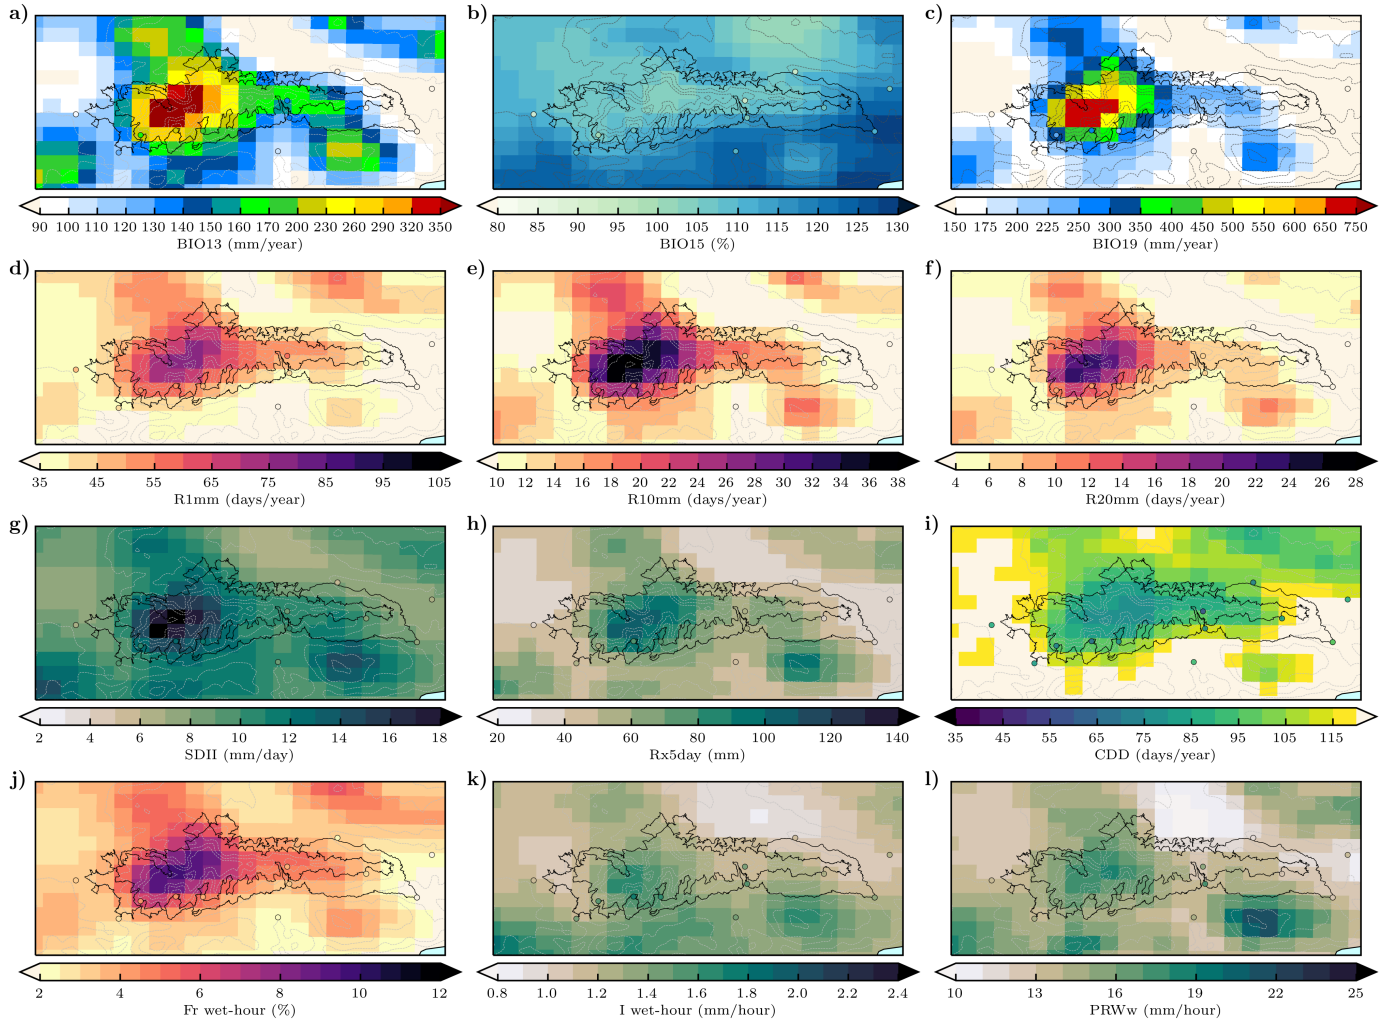 a) b) c)
90 100 110 120 130 140 150 160 170 200 230 260 290 320 350
BIO13 (mm/year)
80 85 90 95 100 105 110 115 120 125 130
BIO15 (%)
150 175 200 225 250 300 350 400 450 500 550 600 650 750
BIO19 (mm/year)
d) e) f)
35 45 55 65 75 85 95 105
R1mm (days/year)
10 12 14 16 18 20 22 24 26 28 30 32 34 36 38
R10mm (days/year)
4 6 8 10 12 14 16 18 20 22 24 26 28
R20mm (days/year)
g) h) i)
2 4 6 8 10 12 14 16 18
SDII (mm/day)
20 40 60 80 100 120 140
Rx5day (mm)
35 45 55 65 75 85 95 105 115
CDD (days/year)
j) k) l)
2 4 6 8 10 12
Fr wet-hour (%)
0.8 1.0 1.2 1.4 1.6 1.8 2.0 2.2 2.4
I wet-hour (mm/hour)
10 13 16 19 22 25
PRWw (mm/hour)